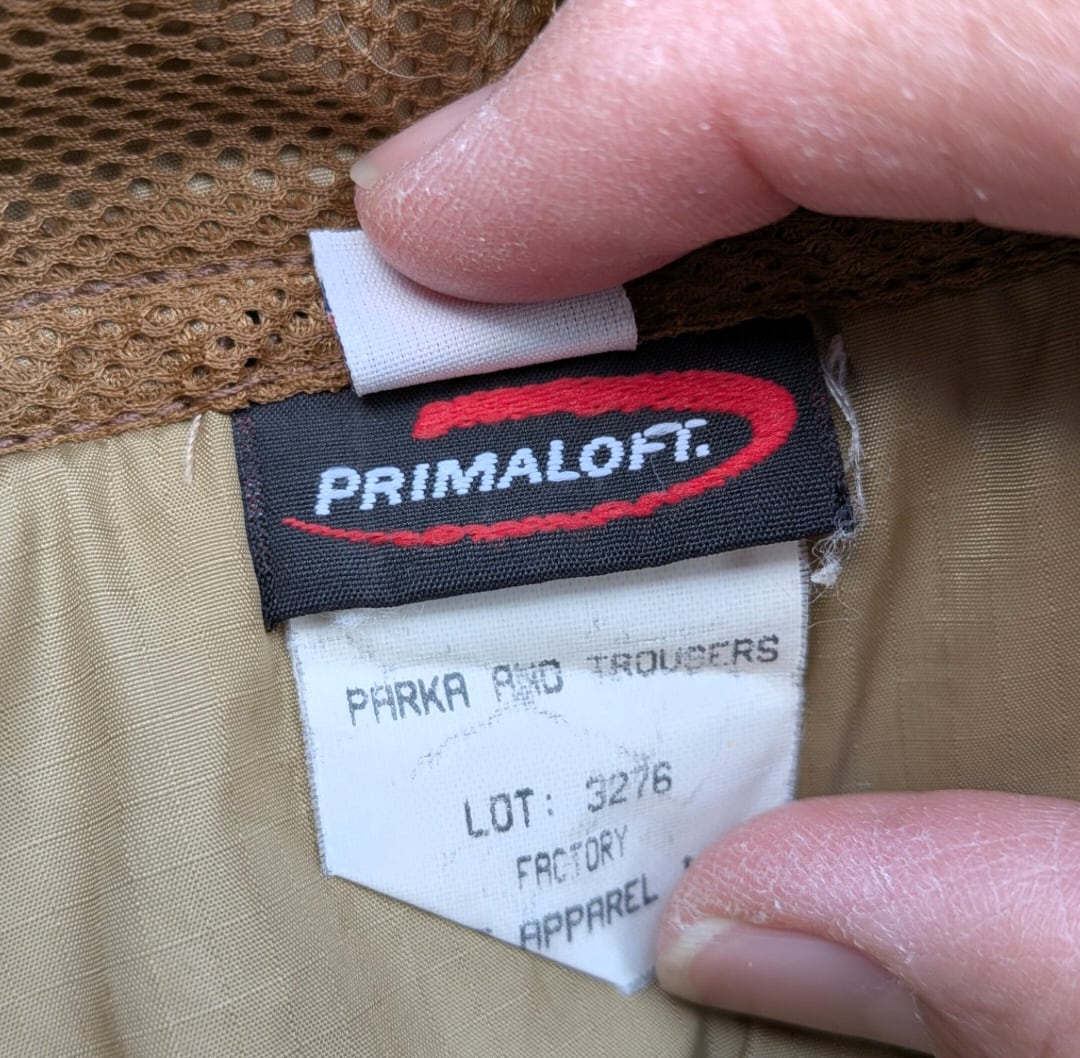 PRIMALOFT.
PARKA AND TROUSERS
LOT: 3276
FACTORY
APPAREL